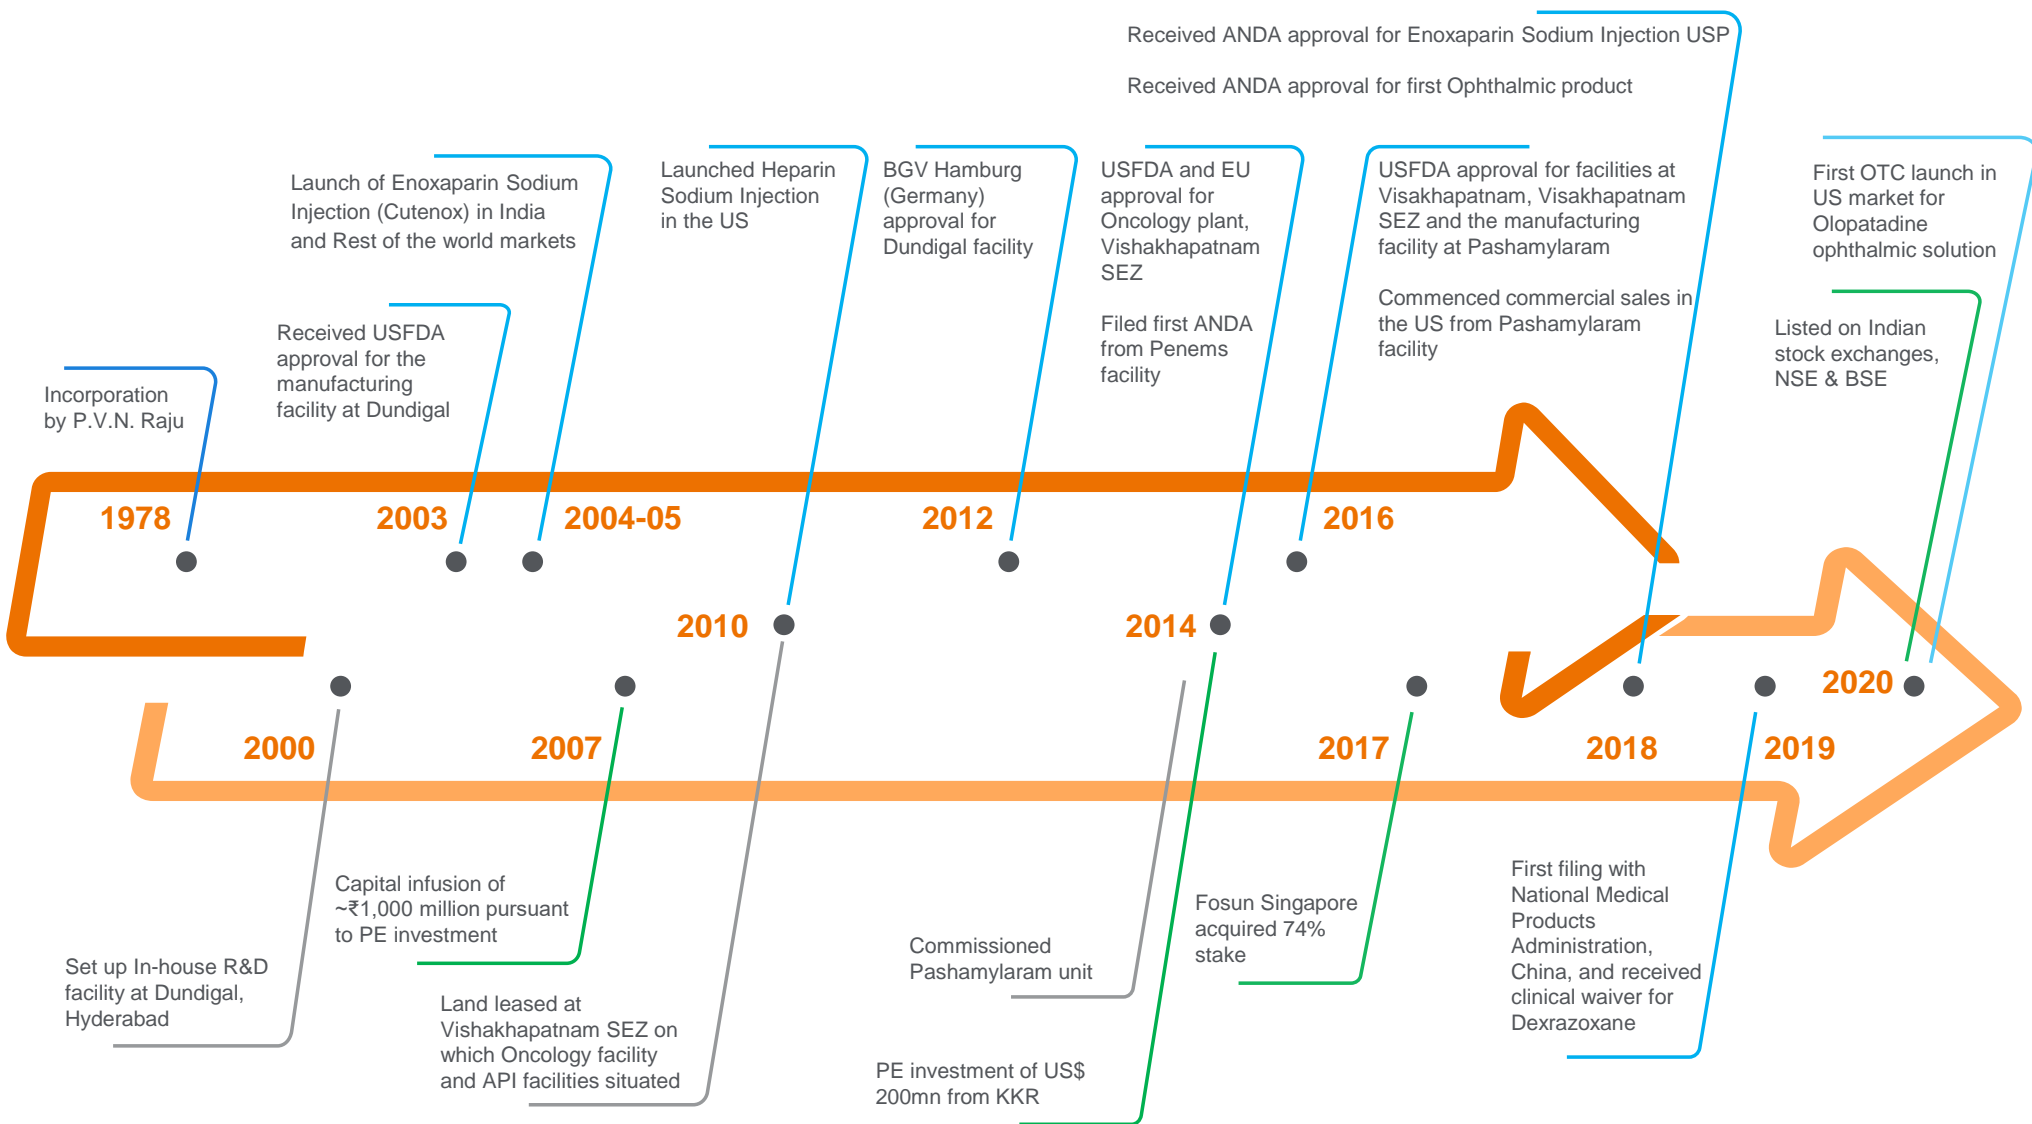 Received ANDA approval for Enoxaparin Sodium Injection USP
Received ANDA approval for first Ophthalmic product
Launch of Enoxaparin Sodium
Injection (Cutenox) in India
and Rest of the world markets
Launched Heparin
Sodium Injection
in the US
BGV Hamburg
(Germany)
approval for
Dundigal facility
USFDA and EU
approval for
Oncology plant,
Vishakhapatnam
SEZ
Filed first ANDA
from Penems
facility
USFDA approval for facilities at
Visakhapatnam, Visakhapatnam
SEZ and the manufacturing
facility at Pashamylaram
Commenced commercial sales in
the US from Pashamylaram
facility
First OTC launch in
US market for
Olopatadine
ophthalmic solution
Listed on Indian
stock exchanges,
NSE & BSE
Received USFDA
approval for the
manufacturing
facility at Dundigal
Incorporation
by P.V.N. Raju
1978
2003
2004-05
2012
2016
2010
2014
2020
2000
2007
2017
2018
2019
Set up In-house R&D
facility at Dundigal,
Hyderabad
Capital infusion of
~₹1,000 million pursuant
to PE investment
Land leased at
Vishakhapatnam SEZ on
which Oncology facility
and API facilities situated
Commissioned
Pashamylaram unit
PE investment of US$
200mn from KKR
Fosun Singapore
acquired 74%
stake
First filing with
National Medical
Products
Administration,
China, and received
clinical waiver for
Dexrazoxane